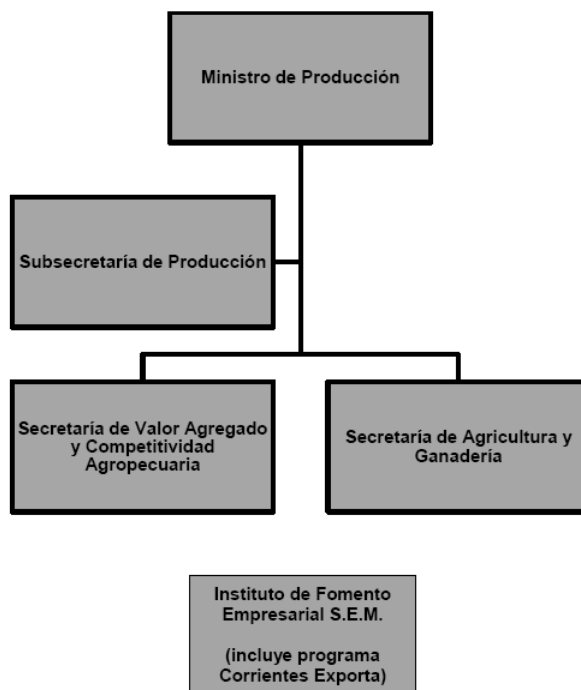 Ministro de Producción
Subsecretaría de Producción
Secretaría de Valor Agregado
y Competitividad
Agropecuaria
Secretaría de Agricultura y
Ganadería
Instituto de Fomento
Empresarial S.E.M.
(incluye programa
Corrientes Exporta)